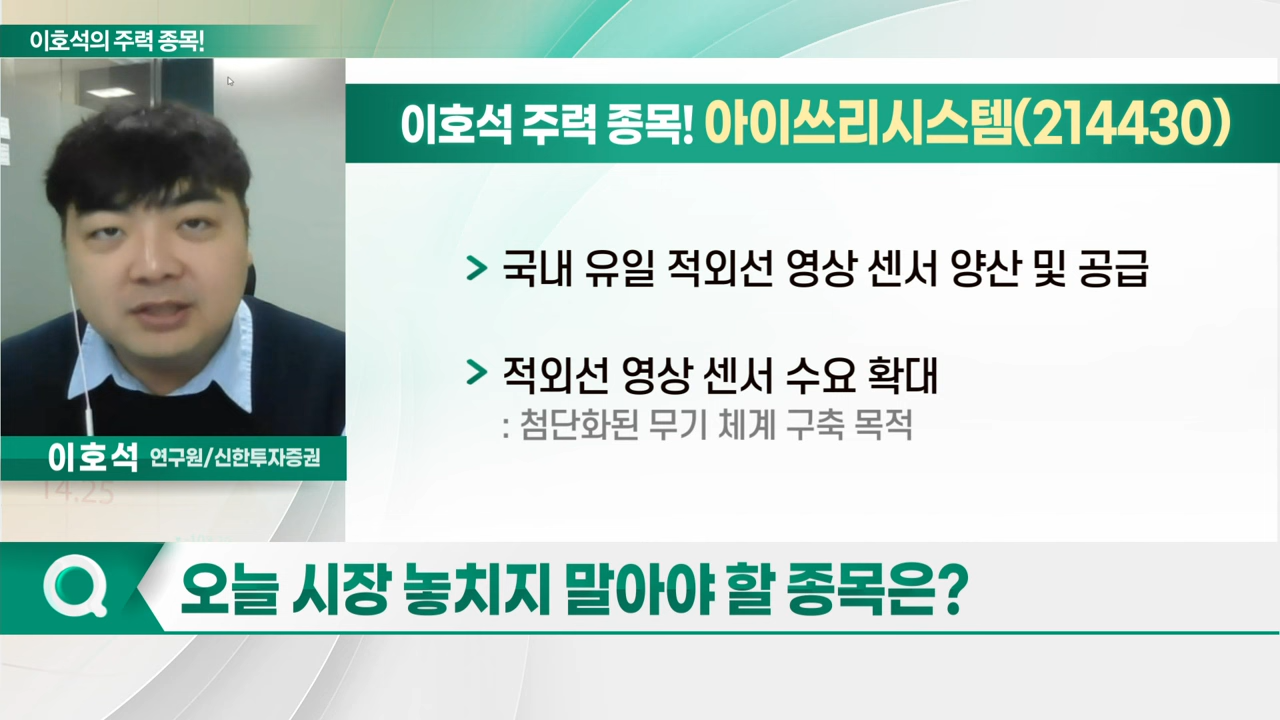 이호석의 주력 종목!
이호석 주력 종목! 아이쓰리시스템(214430)
> 국내 유일 적외선 영상 센서 양산 및 공급
> 적외선 영상 센서 수요 확대
: 첨단화된 무기 체계 구축 목적
이호석 연구원/신한투자증권
14.25
오늘 시장 놓치지 말아야 할 종목은?